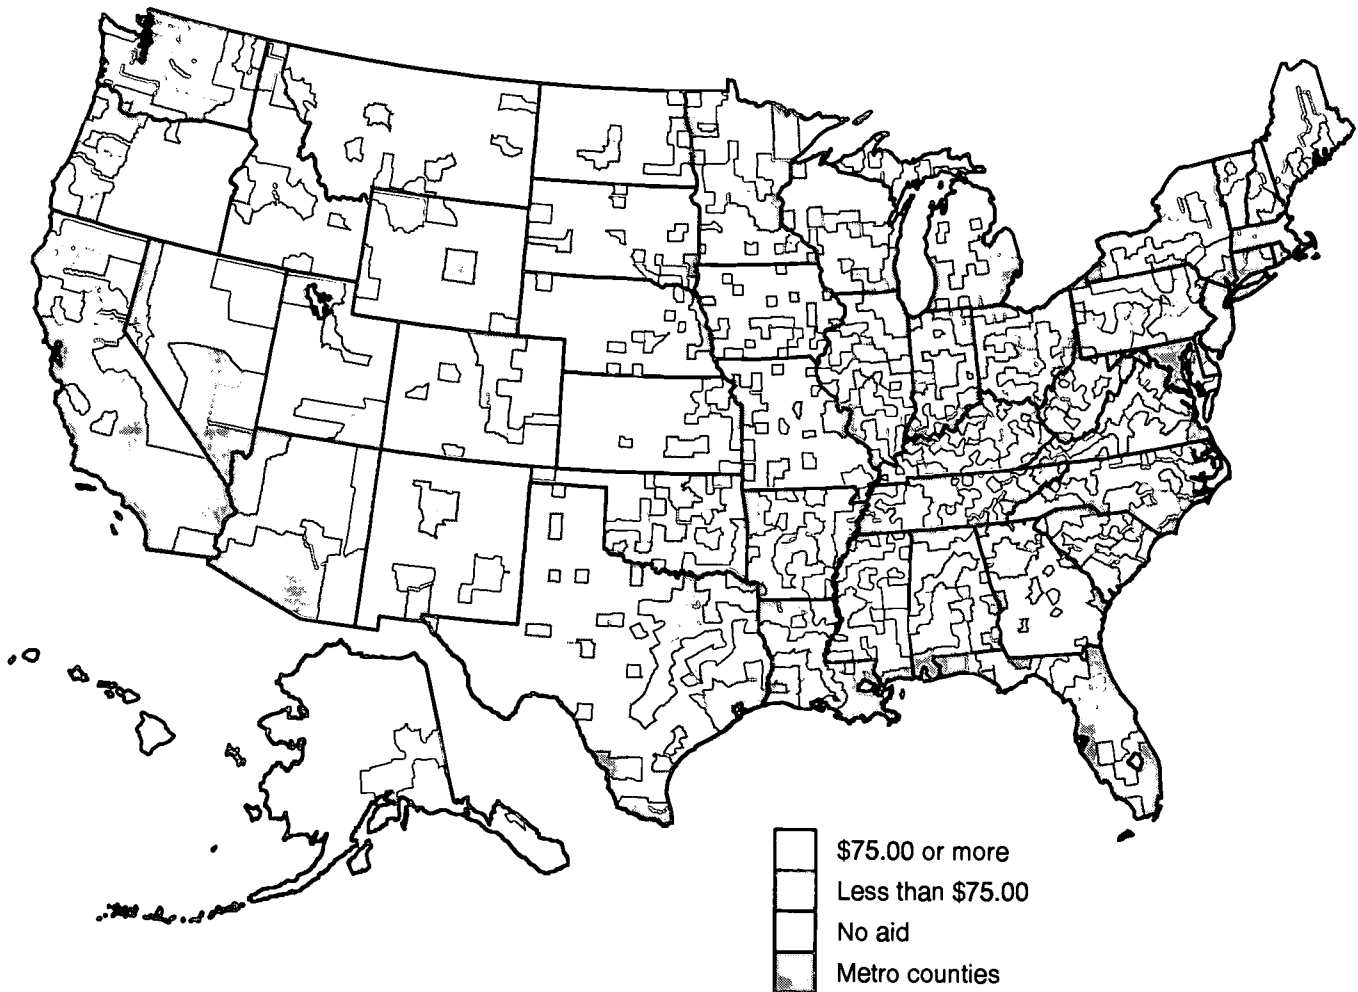 $75.00 or more
Less than $75.00
No aid
Metro counties